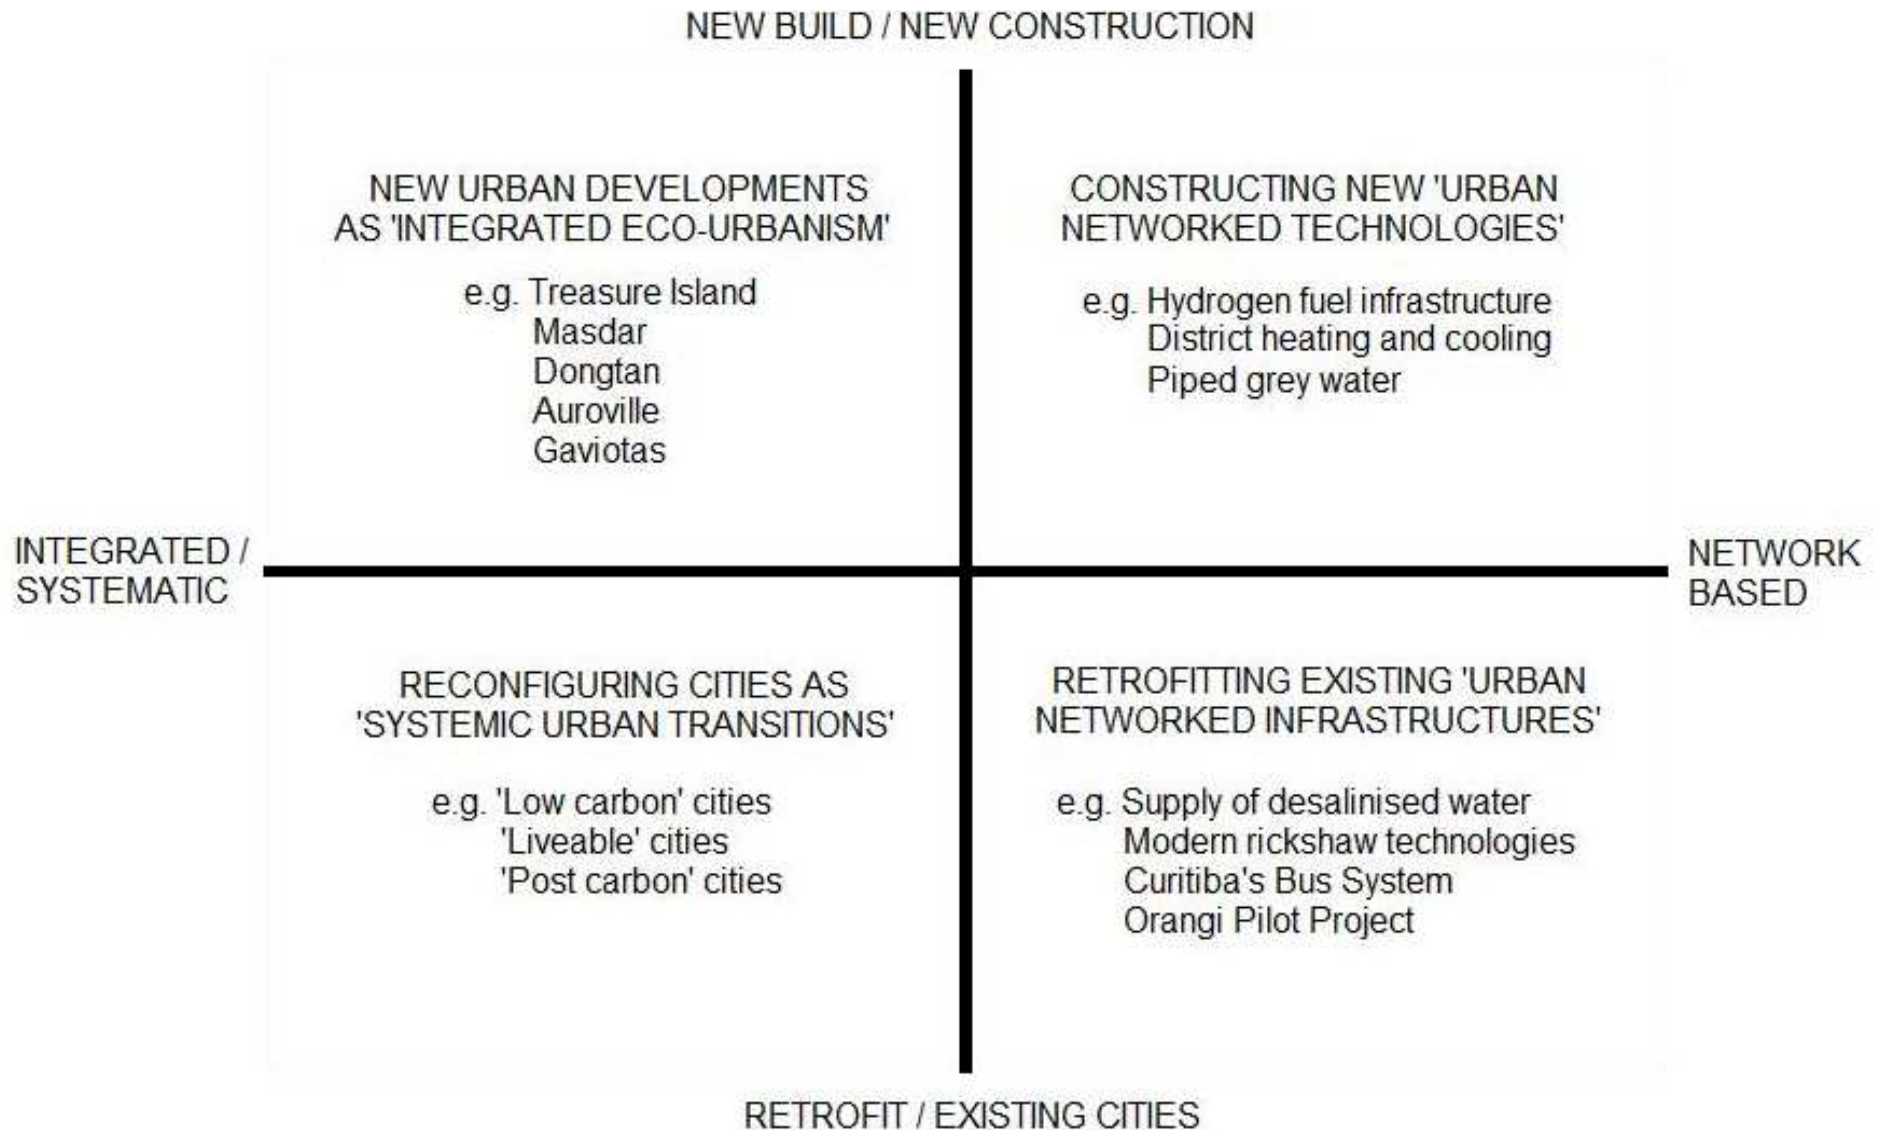 NEW BUILD / NEW CONSTRUCTION
NEW URBAN DEVELOPMENTS
AS 'INTEGRATED ECO-URBANISM'
e.g. Treasure Island
Masdar
Dongtan
Auroville
Gaviotas
CONSTRUCTING NEW 'URBAN
NETWORKED TECHNOLOGIES'
e.g. Hydrogen fuel infrastructure
District heating and cooling
Piped grey water
INTEGRATED /
SYSTEMATIC
NETWORK
BASED
RECONFIGURING CITIES AS
'SYSTEMIC URBAN TRANSITIONS'
e.g. 'Low carbon' cities
'Liveable' cities
'Post carbon' cities
RETROFITTING EXISTING 'URBAN
NETWORKED INFRASTRUCTURES'
e.g. Supply of desalinised water
Modern rickshaw technologies
Curitiba's Bus System
Orangi Pilot Project
RETROFIT / EXISTING CITIES